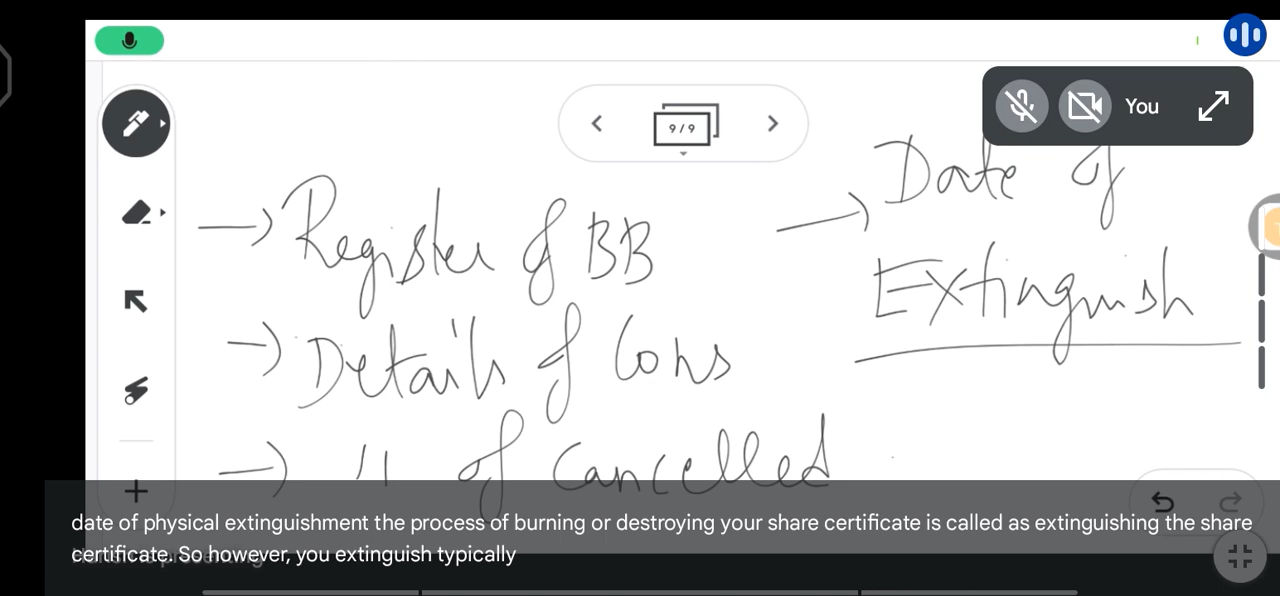 You
9/9
→ Register of BB
→ Details of Cons
→ 11 of Cancelled
→ Date of
Extinguish
date of physical extinguishment the process of burning or destroying your share certificate is called as extinguishing the share
certificate. So however, you extinguish typically